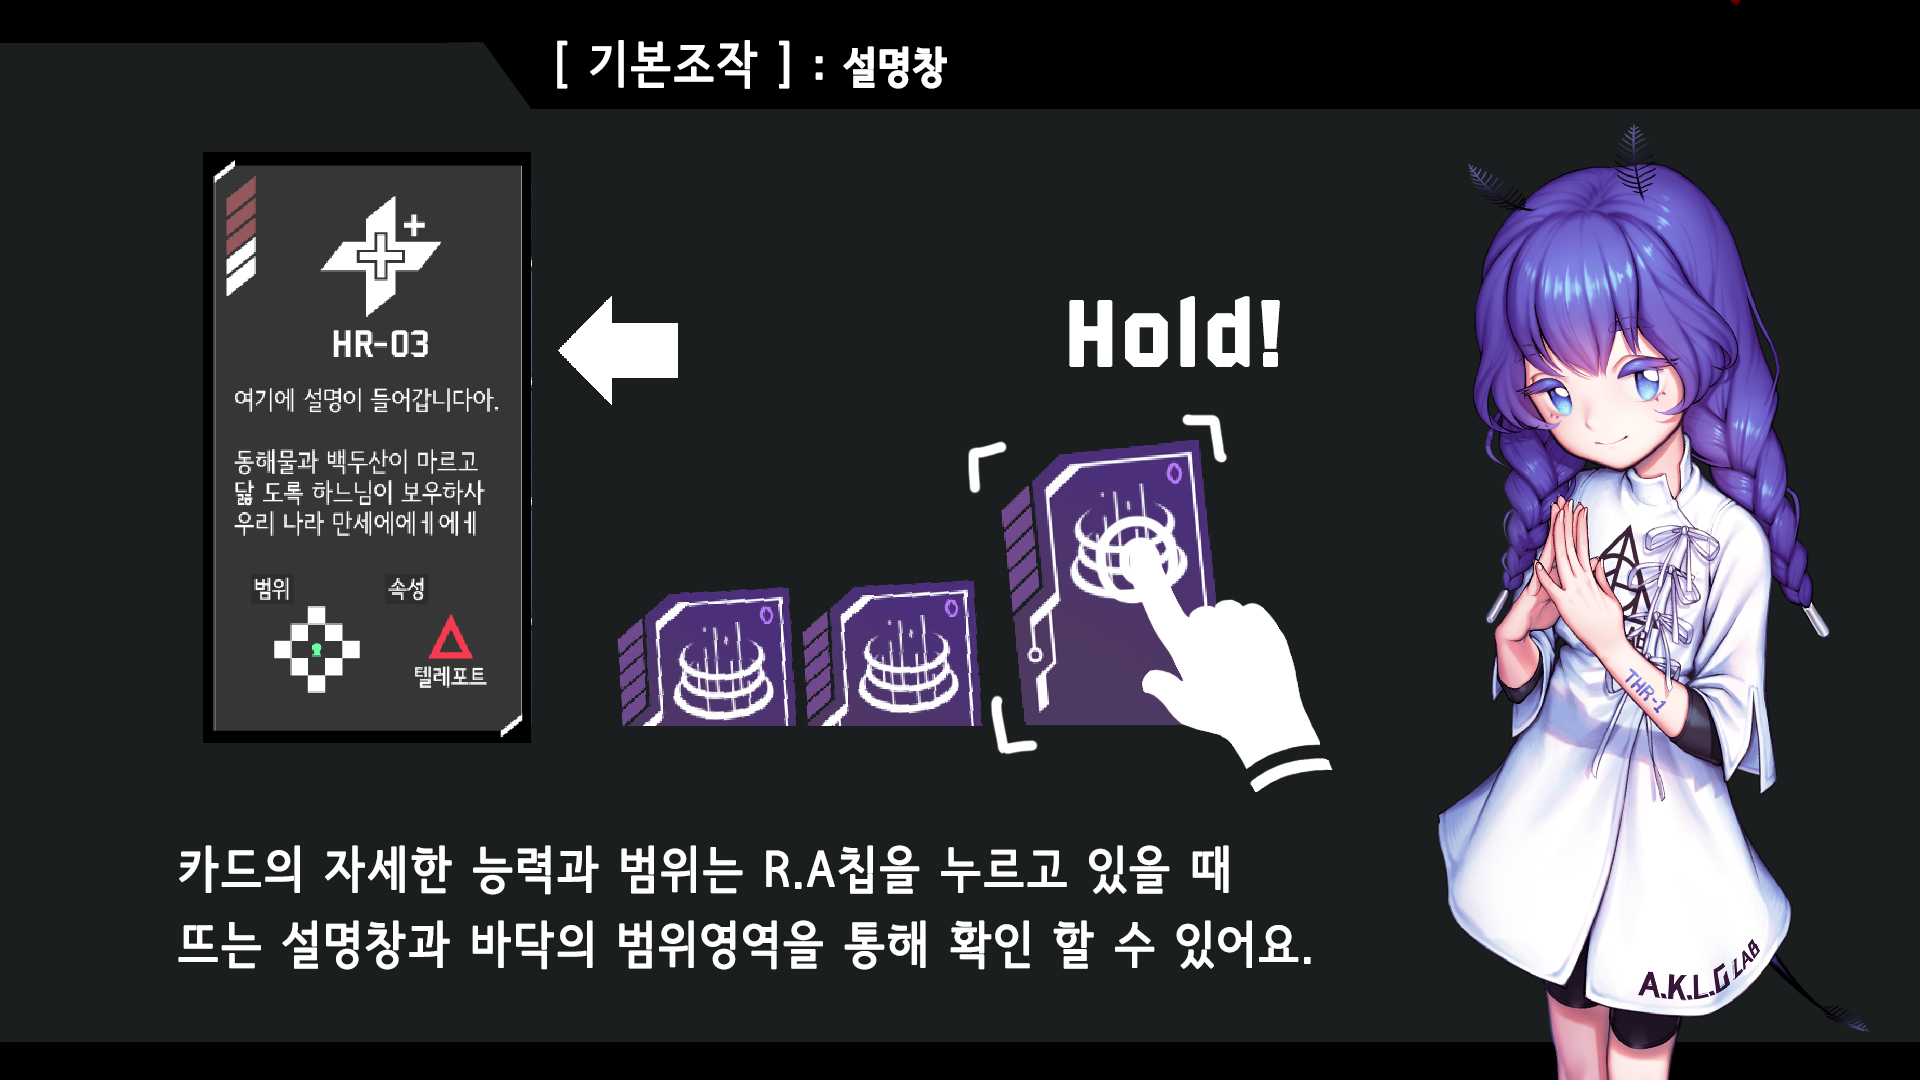 [ 기본조작 ] : 설명창
HR-03
여기에 설명이 들어갑니다아.
동해물과 백두산이 마르고
닳 도록 하느님이 보우하사
우리 나라 만세에에ㅔ에ㅔ
범위
속성
텔레포트
Hold!
카드의 자세한 능력과 범위는 R.A칩을 누르고 있을 때
뜨는 설명창과 바닥의 범위영역을 통해 확인 할 수 있어요.
THR-1
A.K.L.G LAB